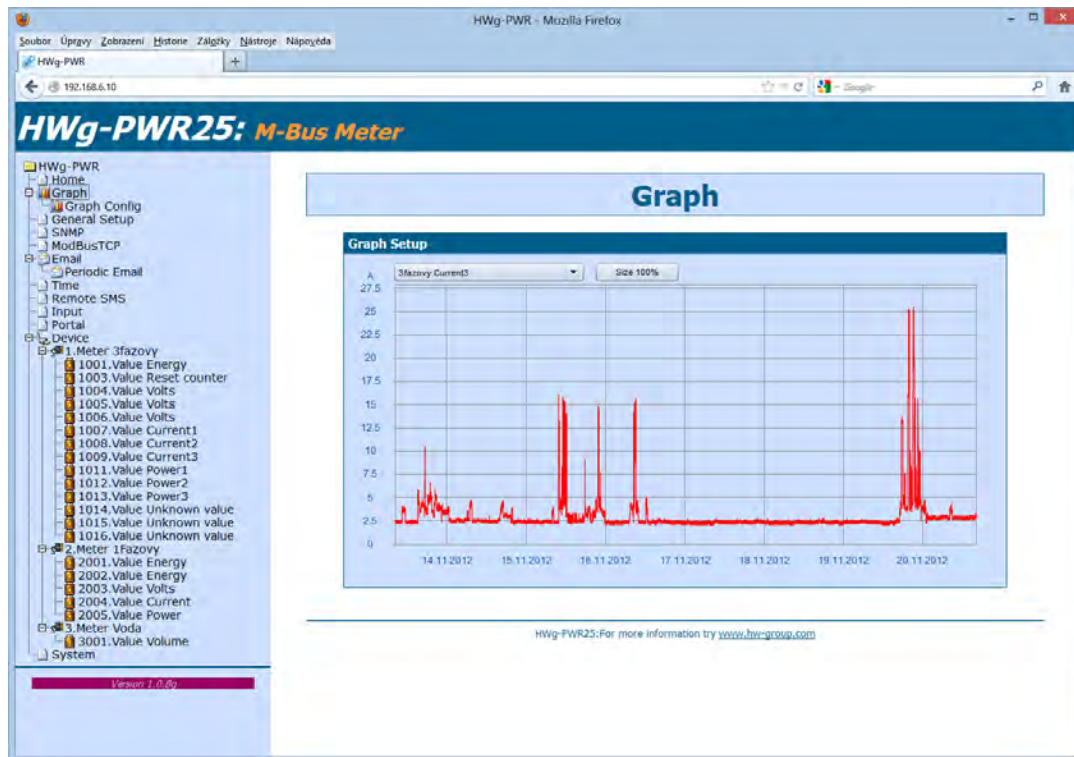 HWg-PWR - Mozilla Firefox
Soubor Úpravy Zobrazení Historie Záložky Nástroje Nápověda
HWg-PWR
192.168.6.10
Google
HWg-PWR25: M-Bus Meter
HWg-PWR
Home
Graph
Graph Config
General Setup
SNMP
ModBusTCP
Email
Periodic Email
Time
Remote SMS
Input
Portal
Device
1.Meter 3fazovy
1001.Value Energy
1003.Value Reset counter
1004.Value Volts
1005.Value Volts
1006.Value Volts
1007.Value Current1
1008.Value Current2
1009.Value Current3
1011.Value Power1
1012.Value Power2
1013.Value Power3
1014.Value Unknown value
1015.Value Unknown value
1016.Value Unknown value
2.Meter 1Fazovy
2001.Value Energy
2002.Value Energy
2003.Value Volts
2004.Value Current
2005.Value Power
3.Meter Voda
3001.Value Volume
System
Version 1.0.8g
Graph
Graph Setup
A
3fazovy Current3
Size 100%
27.5
25
22.5
20
17.5
15
12.5
10
7.5
5
2.5
0
14.11.2012 15.11.2012 16.11.2012 17.11.2012 18.11.2012 19.11.2012 20.11.2012
HWg-PWR25:For more information try www.hw-group.com